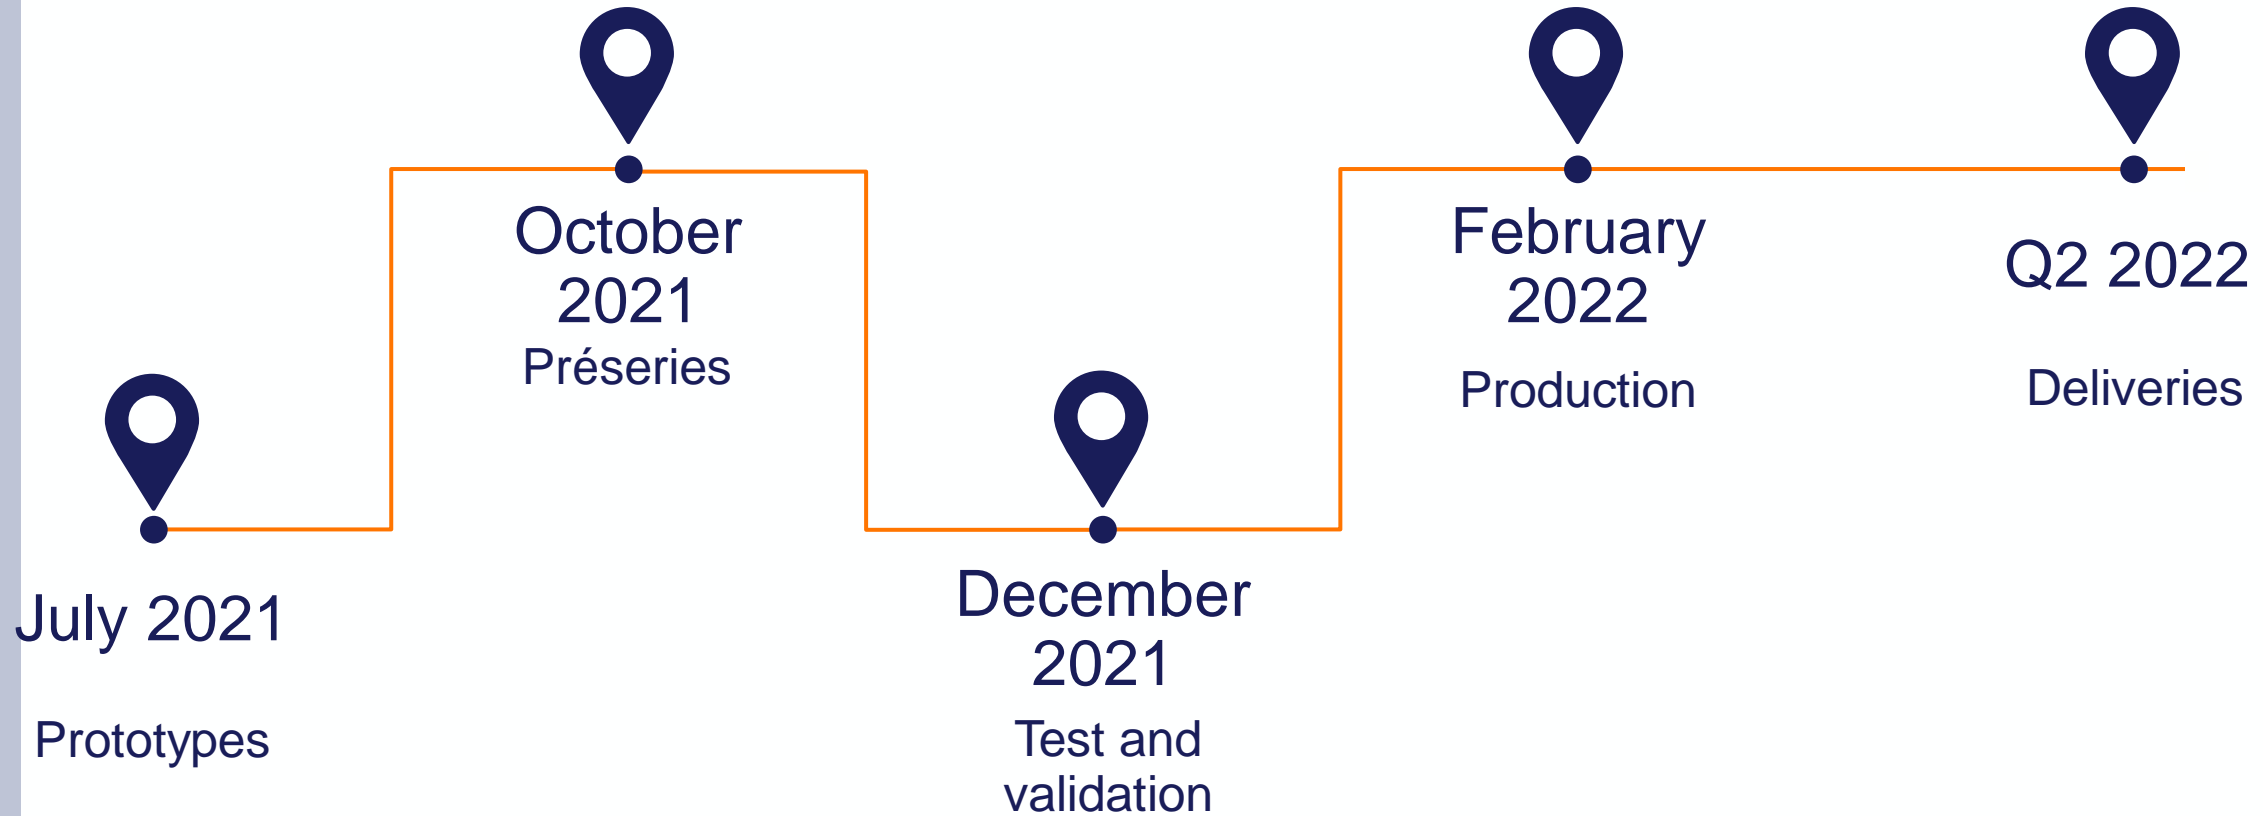 July 2021
Prototypes
October
2021
Préseries
December
2021
Test and
validation
February
2022
Production
Q2 2022
Deliveries